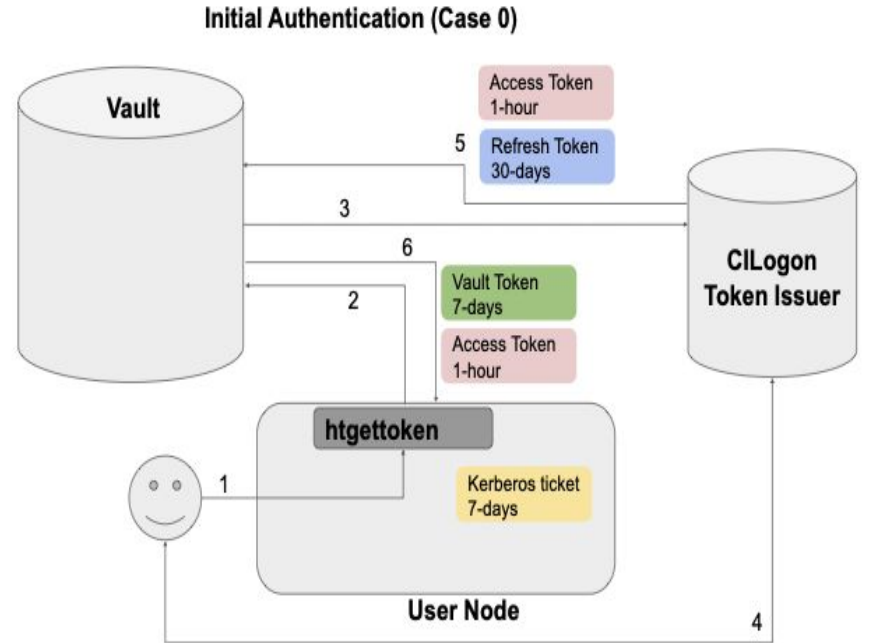 Initial Authentication (Case 0)
Vault
Access Token
1-hour
5
Refresh Token
30-days
3
CILogon
Token Issuer
6
Vault Token
7-days
2
Access Token
1-hour
htgettoken
1
Kerberos ticket
7-days
User Node
4